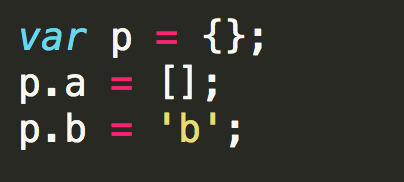 var p = {};
p.a = [];
p.b = 'b';